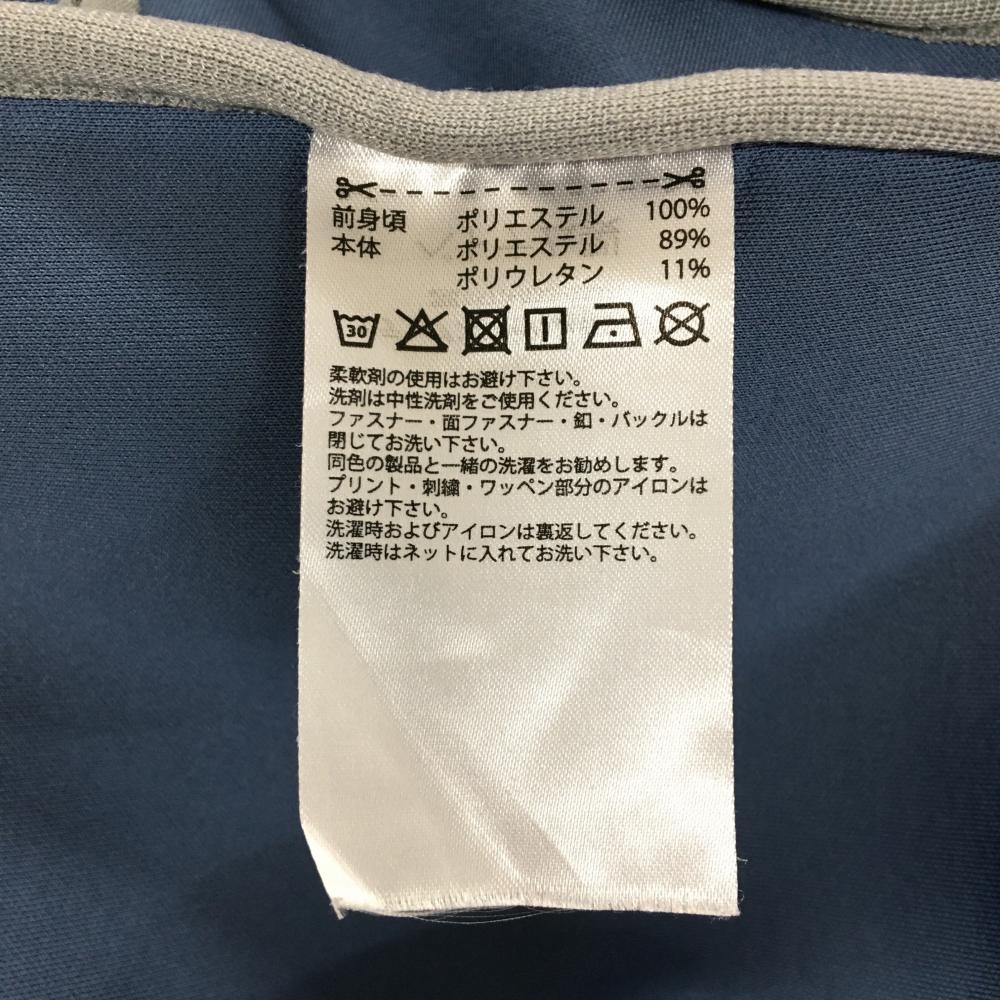 前身頃 ポリエステル 100%
本体 ポリエステル 89%
ポリウレタン 11%
30
柔軟剤の使用はお避け下さい。
洗剤は中性洗剤をご使用ください。
ファスナー・面ファスナー・釦・バックルは
閉じてお洗い下さい。
同色の製品と一緒の洗濯をお勧めします。
プリント・刺繍・ワッペン部分のアイロンは
お避け下さい。
洗濯時およびアイロンは裏返してください。
洗濯時はネットに入れてお洗い下さい。